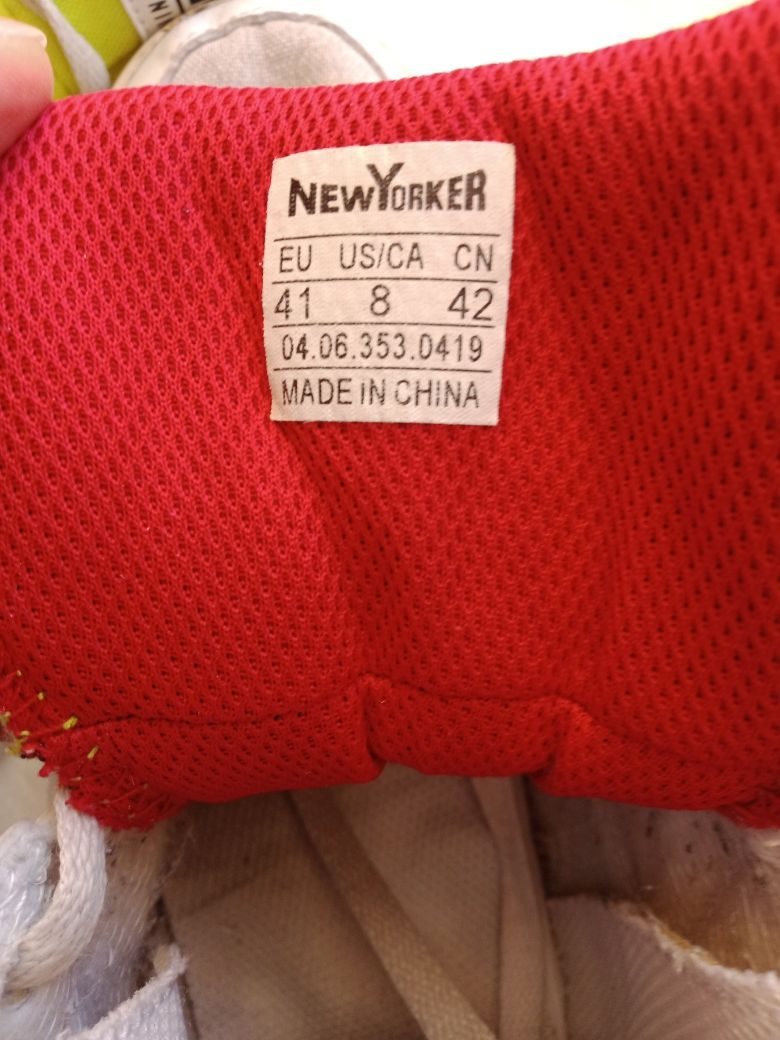 NEWYORKER
EU US/CA CN
41 8 42
04.06.353.0419
MADE IN CHINA